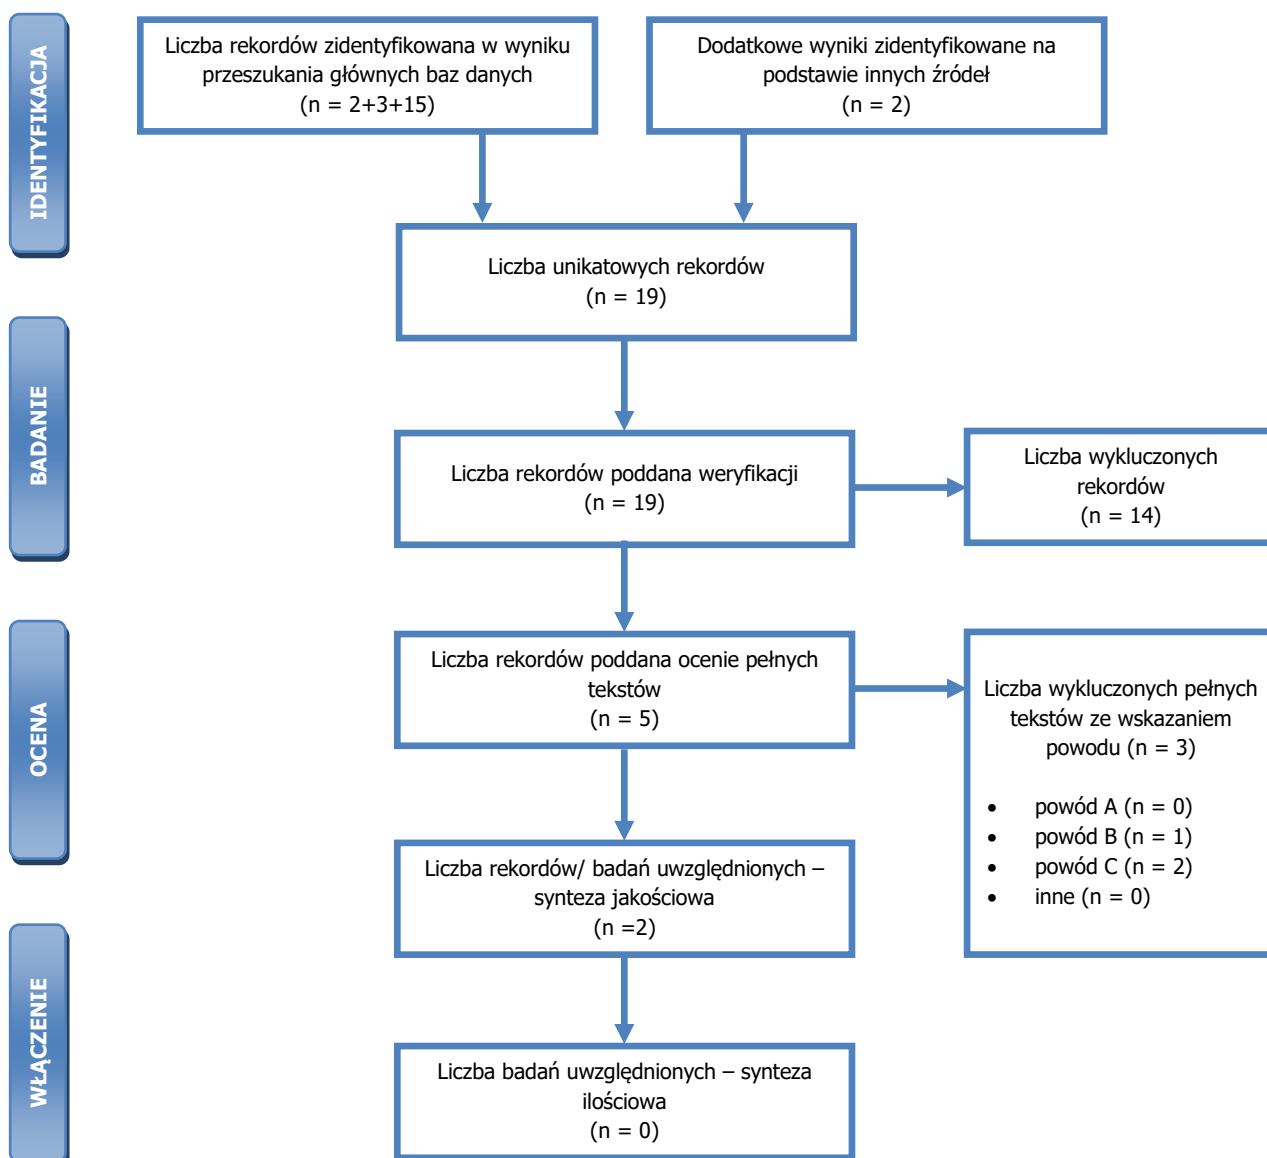 IDENTYFIKACJA
Liczba rekordów zidentyfikowana w wyniku
przeszukania głównych baz danych
(n = 2+3+15)
Dodatkowe wyniki zidentyfikowane na
podstawie innych źródeł
(n = 2)
Liczba unikatowych rekordów
(n = 19)
BADANIE
Liczba rekordów poddana weryfikacji
(n = 19)
Liczba wykluczonych
rekordów
(n = 14)
OCENA
Liczba rekordów poddana ocenie pełnych
tekstów
(n = 5)
Liczba wykluczonych pełnych
tekstów ze wskazaniem
powodu (n = 3)
• powód A (n = 0)
• powód B (n = 1)
• powód C (n = 2)
• inne (n = 0)
Liczba rekordów/ badań uwzględnionych –
synteza jakościowa
(n =2)
WŁĄCZENIE
Liczba badań uwzględnionych – synteza
ilościowa
(n = 0)